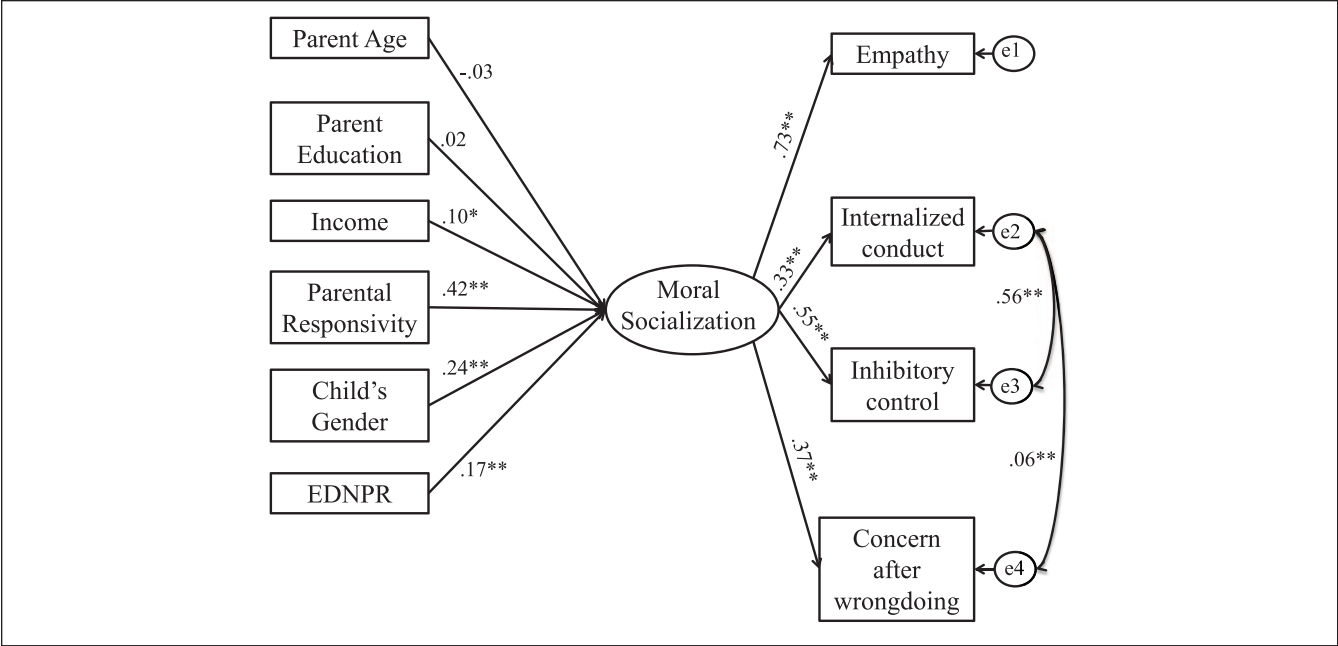 Parent Age
-.03
Parent
Education
.02
Income
.10*
Parental
Responsivity
.42**
Child's
Gender
.24**
EDNPR
.17**
Moral
Socialization
.73**
.33**
.55**
.37**
Empathy
e1
Internalized
conduct
e2
.56**
Inhibitory
control
e3
.06**
Concern
after
wrongdoing
e4